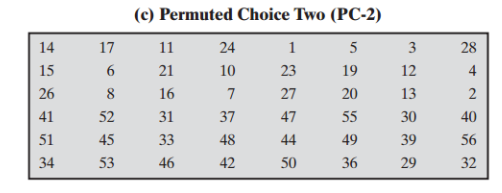 (c) Permuted Choice Two (PC-2)
14 17 11 24 1 5 3 28
15 6 21 10 23 19 12 4
26 8 16 7 27 20 13 2
41 52 31 37 47 55 30 40
51 45 33 48 44 49 39 56
34 53 46 42 50 36 29 32